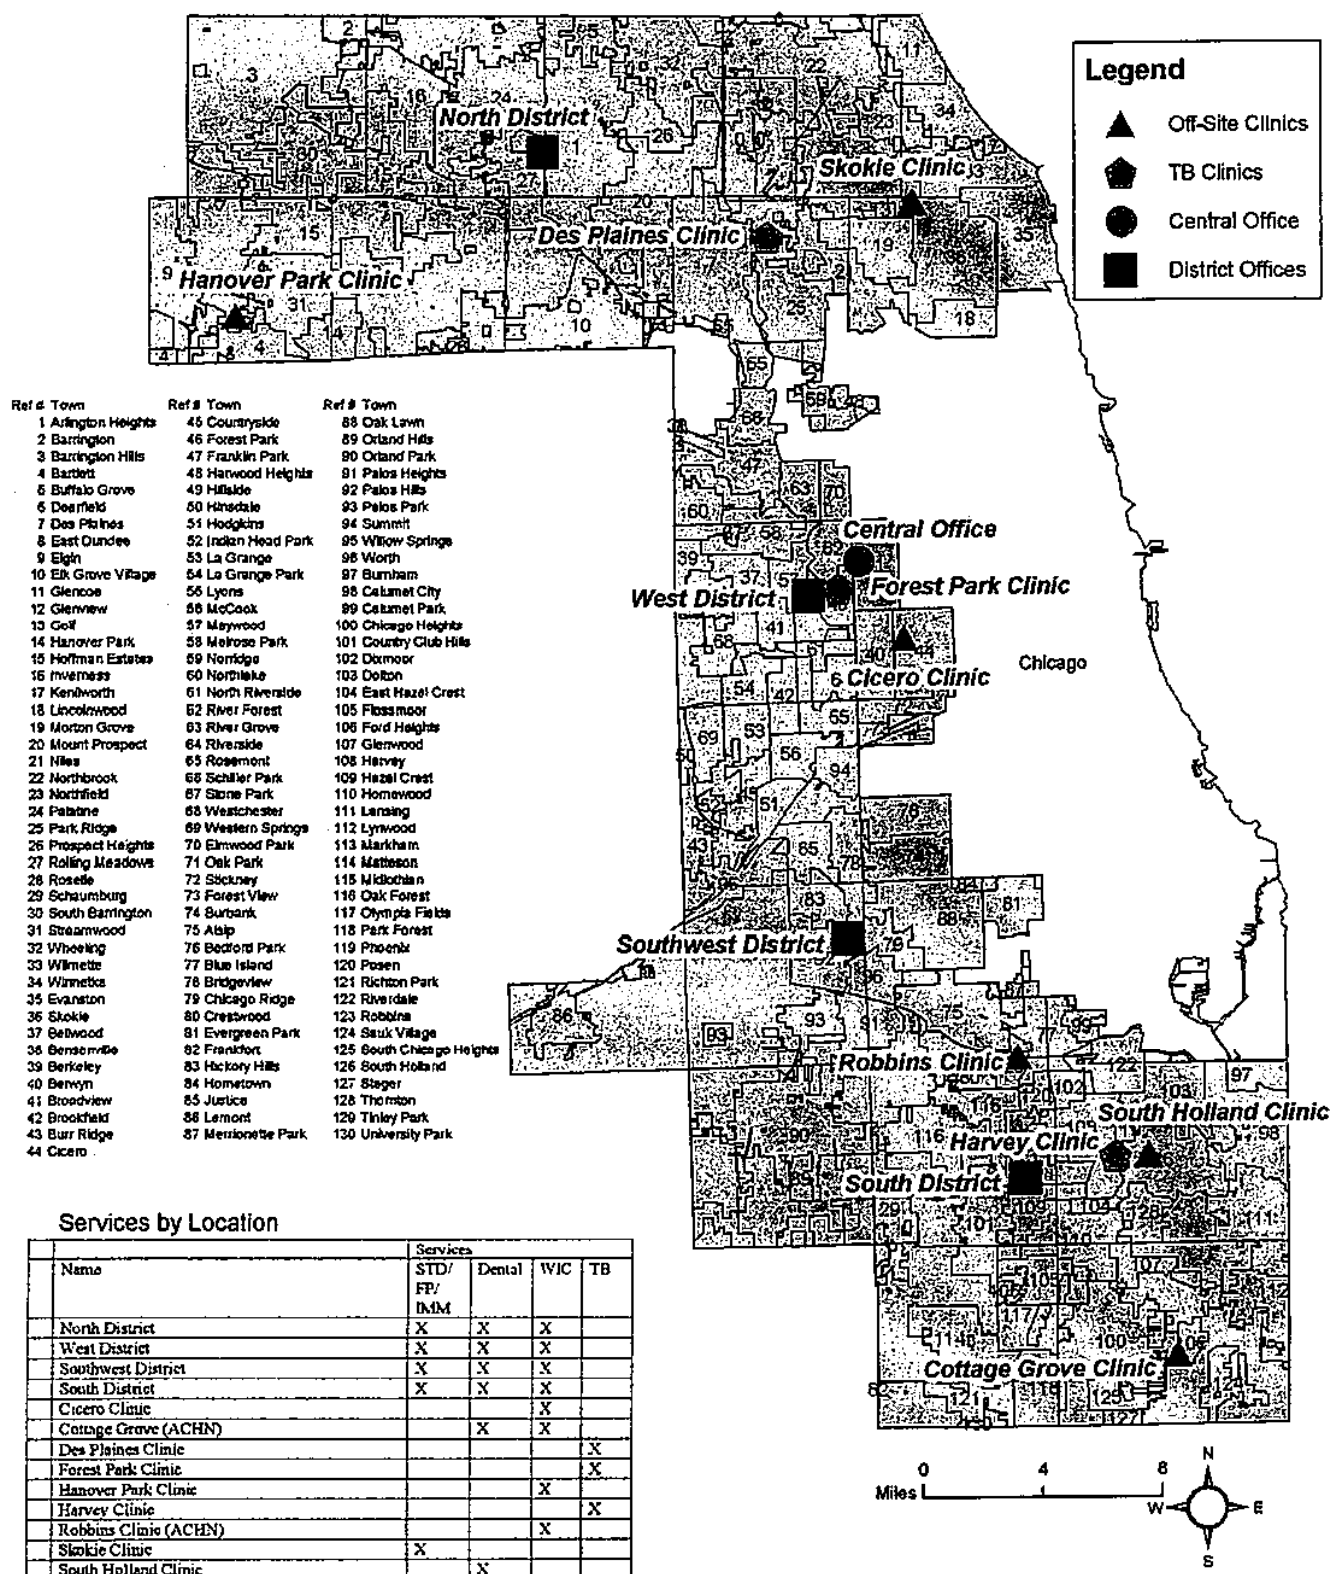 Legend
Off-Site Clinics
TB Clinics
Central Office
District Offices
North District
Skokie Clinic
Des Plaines Clinic
Hanover Park Clinic
Central Office
Forest Park Clinic
West District
Cicero Clinic
Chicago
Southwest District
Robbins Clinic
South Holland Clinic
Harvey Clinic
South District
Cottage Grove Clinic
Ref # Town Ref # Town Ref # Town
1 Arlington Heights 45 Countryside 88 Oak Lawn
2 Barrington 46 Forest Park 89 Orland Hills
3 Barrington Hills 47 Franklin Park 90 Orland Park
4 Bartlett 48 Harwood Heights 91 Palos Heights
5 Buffalo Grove 49 Hillside 92 Palos Hills
6 Deerfield 50 Hinsdale 93 Palos Park
7 Des Plaines 51 Hodgkins 94 Summit
8 East Dundee 52 Indian Head Park 95 Willow Springs
9 Elgin 53 La Grange 96 Worth
10 Elk Grove Village 54 La Grange Park 97 Burnham
11 Glencoe 55 Lyons 98 Calumet City
12 Glenview 56 McCook 99 Calumet Park
13 Golf 57 Maywood 100 Chicago Heights
14 Hanover Park 58 Melrose Park 101 Country Club Hills
15 Hoffman Estates 59 Norridge 102 Dixmoor
16 Inverness 60 Northlake 103 Dolton
17 Kenilworth 61 North Riverside 104 East Hazel Crest
18 Lincolnwood 62 River Forest 105 Flossmoor
19 Morton Grove 63 River Grove 106 Ford Heights
20 Mount Prospect 64 Riverside 107 Glenwood
21 Niles 65 Rosemont 108 Harvey
22 Northbrook 66 Schiller Park 109 Hazel Crest
23 Northfield 67 Stone Park 110 Homewood
24 Palatine 68 Westchester 111 Lansing
25 Park Ridge 69 Western Springs 112 Lynwood
26 Prospect Heights 70 Elmwood Park 113 Markham
27 Rolling Meadows 71 Oak Park 114 Matteson
28 Roselle 72 Stickney 115 Midlothian
29 Schaumburg 73 Forest View 116 Oak Forest
30 South Barrington 74 Burbank 117 Olympia Fields
31 Streamwood 75 Alsip 118 Park Forest
32 Wheeling 76 Bedford Park 119 Phoenix
33 Wilmette 77 Blue Island 120 Posen
34 Winnetka 78 Bridgeview 121 Richton Park
35 Evanston 79 Chicago Ridge 122 Riverdale
36 Skokie 80 Crestwood 123 Robbins
37 Bellwood 81 Evergreen Park 124 Sauk Village
38 Bensenville 82 Frankfort 125 South Chicago Heights
39 Berkeley 83 Hickory Hills 126 South Holland
40 Berwyn 84 Hometown 127 Steger
41 Broadview 85 Justice 128 Thornton
42 Brookfield 86 Lemont 129 Tinley Park
43 Burr Ridge 87 Merrionette Park 130 University Park
44 Cicero
Services by Location
Services
Name STD/ FP/ IMM Dental WIC TB
North District X X X
West District X X X
Southwest District X X X
South District X X X
Cicero Clinic X
Cottage Grove (ACHN) X X
Des Plaines Clinic X
Forest Park Clinic X
Hanover Park Clinic X
Harvey Clinic X
Robbins Clinic (ACHN) X
Skokie Clinic X
South Holland Clinic X
0 4 8
Miles
N
W E
S